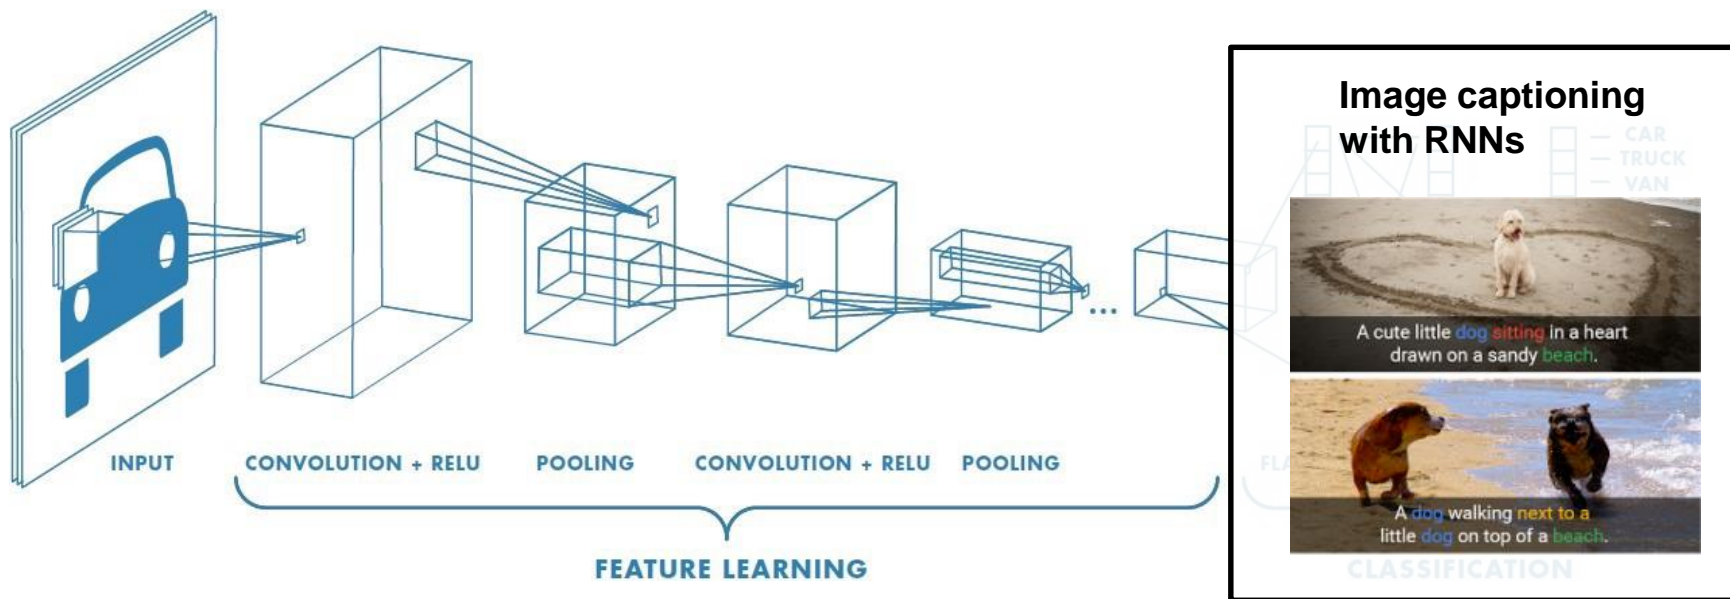 Image captioning
with RNNs
CAR
TRUCK
VAN
A cute little dog sitting in a heart
drawn on a sandy beach.
A dog walking next to a
little dog on top of a beach.
INPUT
CONVOLUTION + RELU
POOLING
CONVOLUTION + RELU
POOLING
...
FEATURE LEARNING
CLASSIFICATION